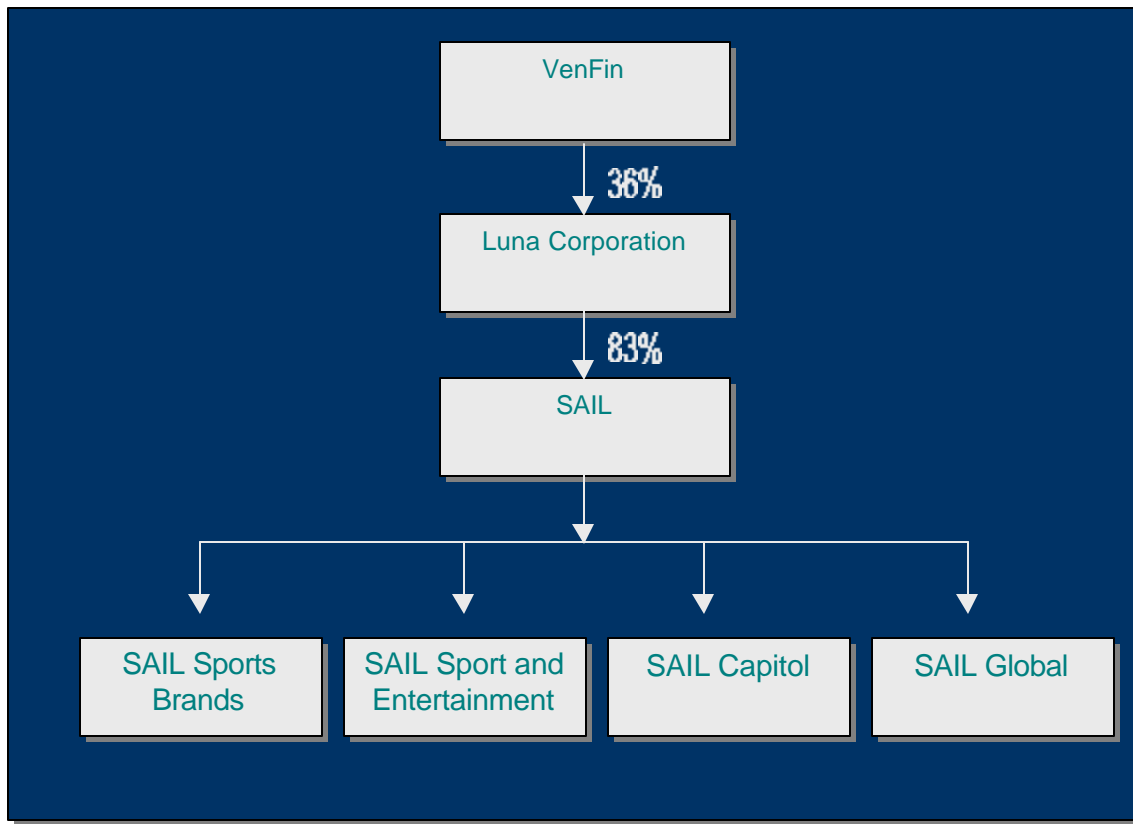 VenFin
36%
Luna Corporation
83%
SAIL
SAIL Sports
Brands
SAIL Sport and
Entertainment
SAIL Capitol
SAIL Global